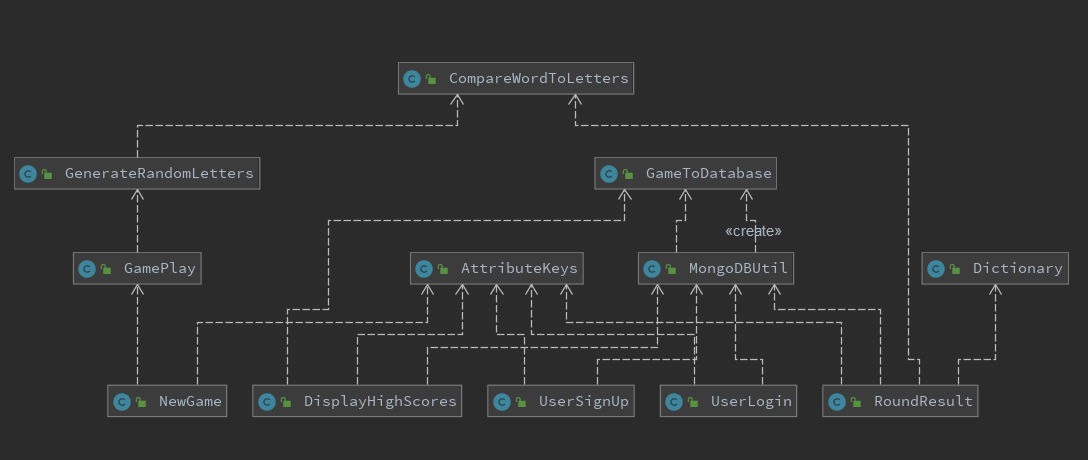 CompareWordToLetters
GenerateRandomLetters
GameToDatabase
«create»
GamePlay
AttributeKeys
MongoDBUtil
Dictionary
NewGame
DisplayHighScores
UserSignUp
UserLogin
RoundResult